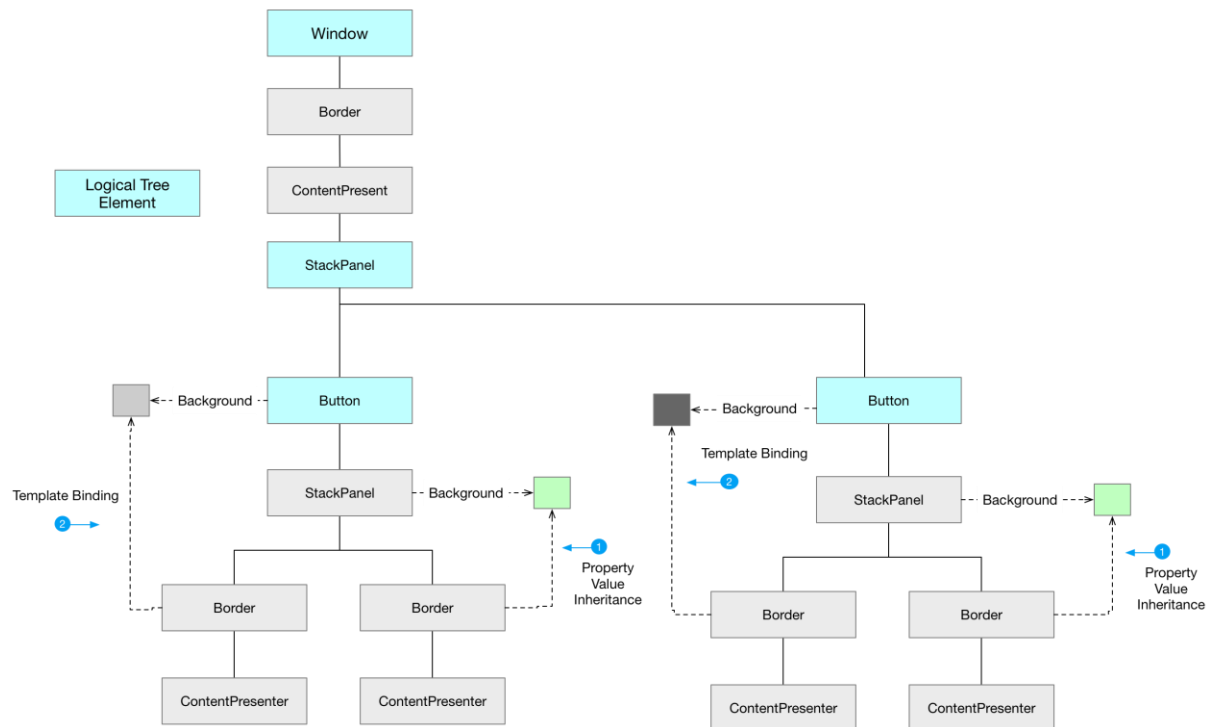 Window
Border
Logical Tree
Element
ContentPresent
StackPanel
Background
Button
Background
Button
Template Binding
2
StackPanel
Background
Template Binding
2
StackPanel
Background
1
Property
Value
Inheritance
1
Property
Value
Inheritance
Border
Border
Border
Border
ContentPresenter
ContentPresenter
ContentPresenter
ContentPresenter